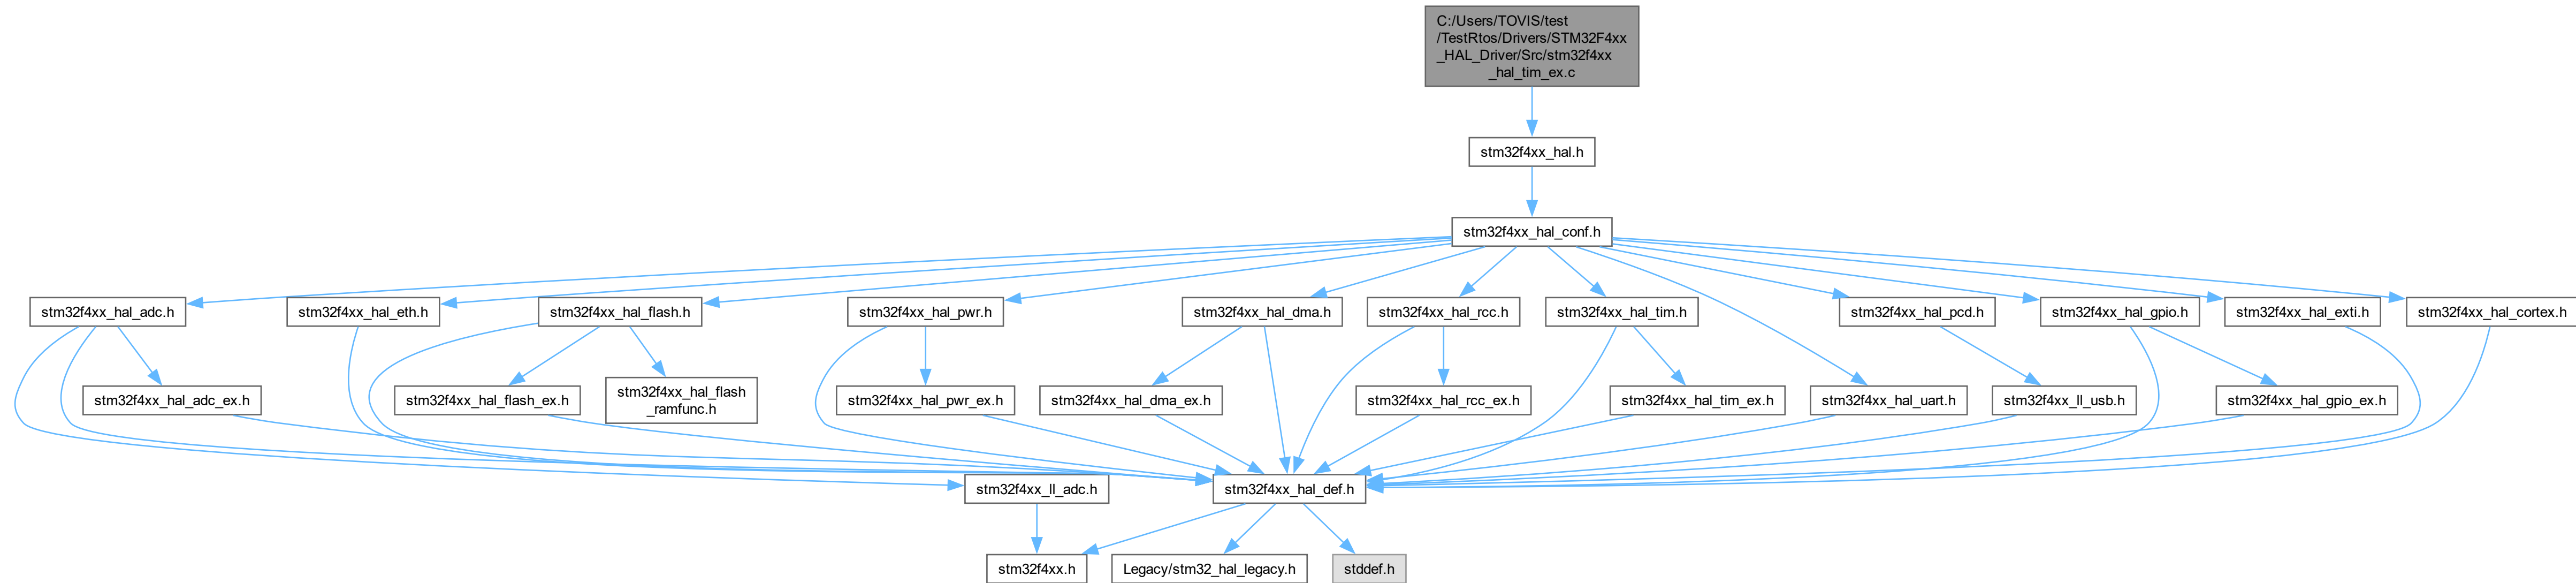 C:/Users/TOVIS/test
/TestRtos/Drivers/STM32F4xx
_HAL_Driver/Src/stm32f4xx
_hal_tim_ex.c
stm32f4xx_hal.h
stm32f4xx_hal_conf.h
stm32f4xx_hal_adc.h
stm32f4xx_hal_eth.h
stm32f4xx_hal_flash.h
stm32f4xx_hal_pwr.h
stm32f4xx_hal_dma.h
stm32f4xx_hal_rcc.h
stm32f4xx_hal_tim.h
stm32f4xx_hal_pcd.h
stm32f4xx_hal_gpio.h
stm32f4xx_hal_exti.h
stm32f4xx_hal_cortex.h
stm32f4xx_hal_adc_ex.h
stm32f4xx_hal_flash_ex.h
stm32f4xx_hal_flash
_ramfunc.h
stm32f4xx_hal_pwr_ex.h
stm32f4xx_hal_dma_ex.h
stm32f4xx_hal_rcc_ex.h
stm32f4xx_hal_tim_ex.h
stm32f4xx_hal_uart.h
stm32f4xx_ll_usb.h
stm32f4xx_hal_gpio_ex.h
stm32f4xx_ll_adc.h
stm32f4xx_hal_def.h
stm32f4xx.h
Legacy/stm32_hal_legacy.h
stddef.h